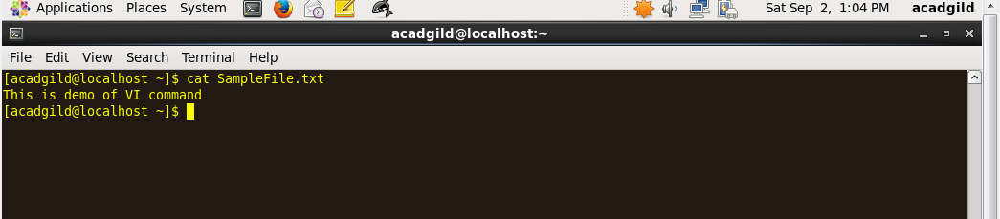 Applications Places System Sat Sep 2, 1:04 PM acadgild
acadgild@localhost:~
File Edit View Search Terminal Help
[acadgild@localhost ~]$ cat SampleFile.txt
This is demo of VI command
[acadgild@localhost ~]$